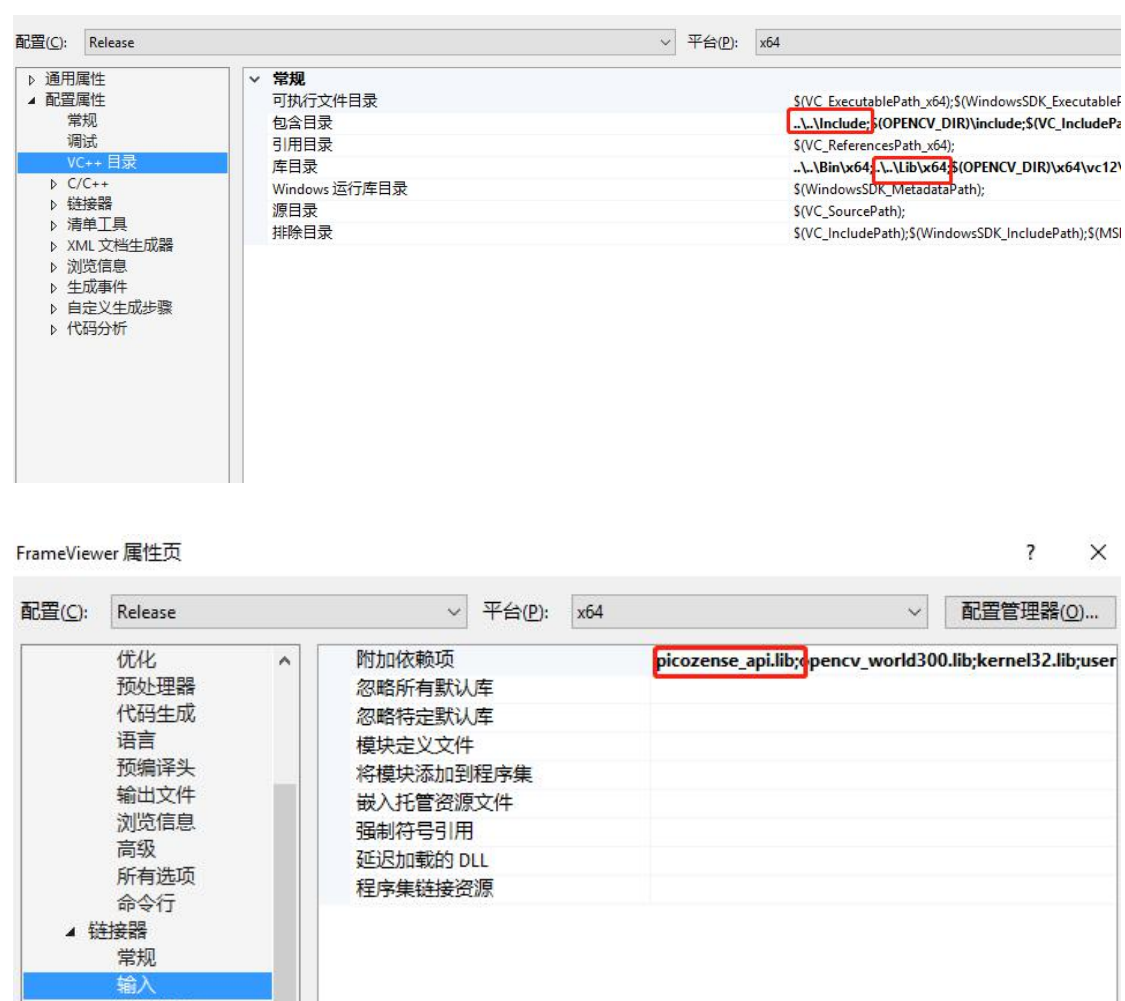 配置(C): Release 平台(P): x64
通用属性
配置属性
常规
调试
VC++ 目录
C/C++
链接器
清单工具
XML 文档生成器
浏览信息
生成事件
自定义生成步骤
代码分析
常规
可执行文件目录 $(VC_ExecutablePath_x64);$(WindowsSDK_ExecutableP
包含目录 ..\..\Include;$(OPENCV_DIR)\include;$(VC_IncludePa
引用目录 $(VC_ReferencesPath_x64);
库目录 ..\..\Bin\x64;..\..\Lib\x64;$(OPENCV_DIR)\x64\vc12\
Windows 运行库目录 $(WindowsSDK_MetadataPath);
源目录 $(VC_SourcePath);
排除目录 $(VC_IncludePath);$(WindowsSDK_IncludePath);$(MSI
FrameViewer 属性页 ? ×
配置(C): Release 平台(P): x64 配置管理器(O)...
优化
预处理器
代码生成
语言
预编译头
输出文件
浏览信息
高级
所有选项
命令行
链接器
常规
输入
附加依赖项 picozense_api.lib;opencv_world300.lib;kernel32.lib;user
忽略所有默认库
忽略特定默认库
模块定义文件
将模块添加到程序集
嵌入托管资源文件
强制符号引用
延迟加载的 DLL
程序集链接资源